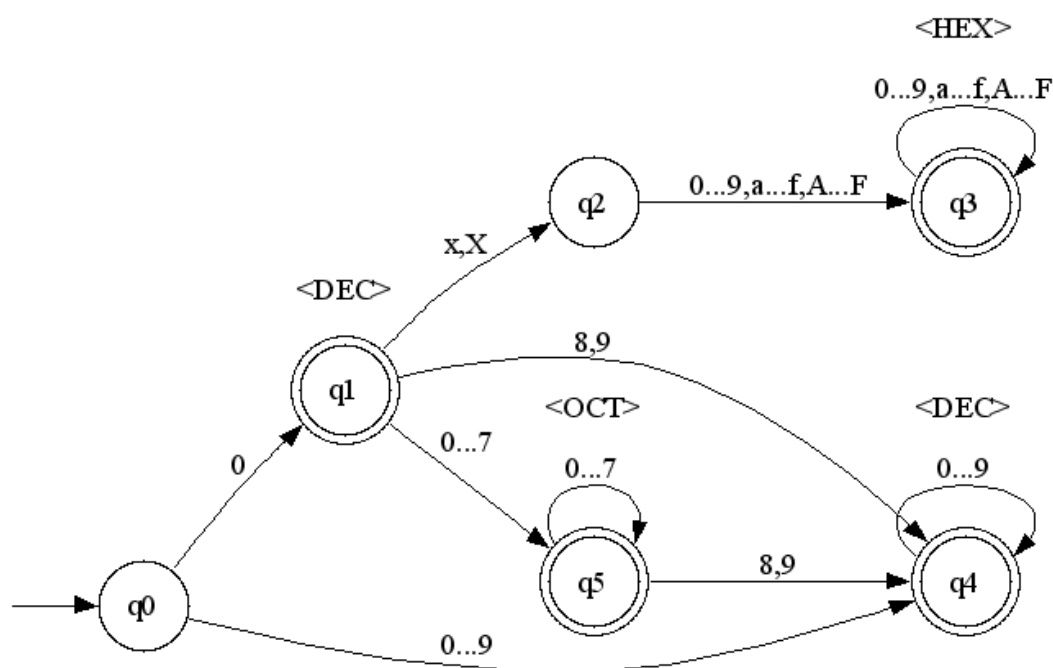 <HEX>
0...9,a...f,A...F
q2
0...9,a...f,A...F
q3
x,X
<DEC>
q1
8,9
<OCT>
<DEC>
0...7
0...7
0...9
0
q5
8,9
q4
q0
0...9